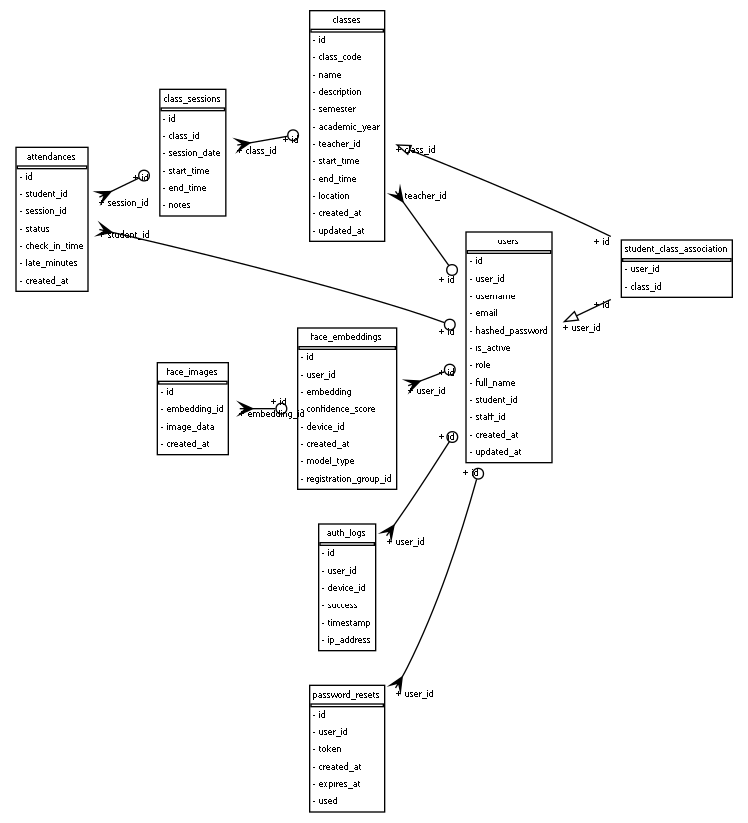 classes
- id
- class_code
- name
- description
- semester
- academic_year
- teacher_id
- start_time
- end_time
- location
- created_at
- updated_at
class_sessions
- id
- class_id
- session_date
- start_time
- end_time
- notes
+ id
+ class_id
attendances
- id
- student_id
- session_id
- status
- check_in_time
- late_minutes
- created_at
+ id
+ session_id
+ student_id
+ class_id
teacher_id
+ id
users
- id
- user_id
- username
- email
- hashed_password
- is_active
- role
- full_name
- student_id
- staff_id
- created_at
- updated_at
+ id
student_class_association
- user_id
- class_id
+ id
+ user_id
+ id
face_embeddings
- id
- user_id
- embedding
- confidence_score
- device_id
- created_at
- model_type
- registration_group_id
+ id
+ user_id
face_images
- id
- embedding_id
- image_data
- created_at
+ id
+ embedding_id
+ id
+ user_id
auth_logs
- id
- user_id
- device_id
- success
- timestamp
- ip_address
+ id
+ user_id
password_resets
- id
- user_id
- token
- created_at
- expires_at
- used